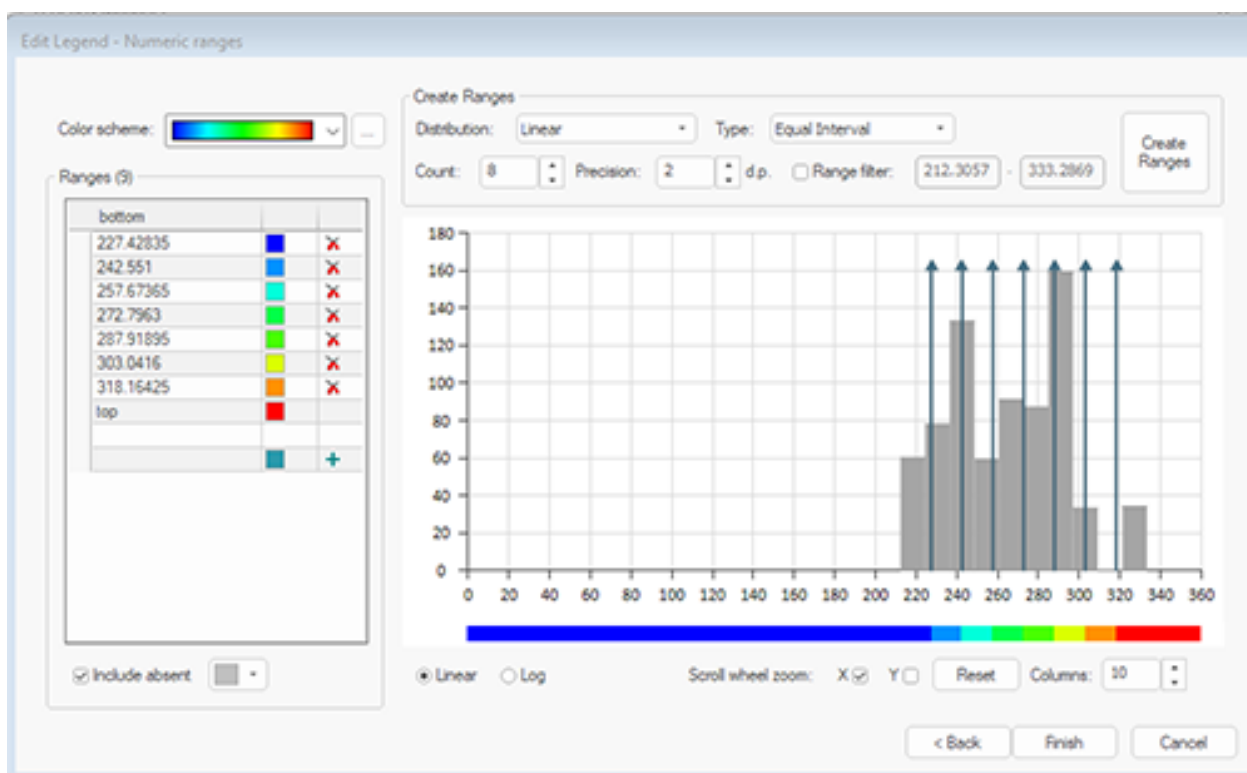 Edit Legend - Numeric ranges
Color scheme:
...
Ranges (9)
bottom
227.42835
242.551
257.67365
272.7963
287.91895
303.0416
318.16425
top
Include absent
Create Ranges
Distribution: Linear Type: Equal Interval
Count: 8 Precision: 2 d.p. Range filter: 212.3057 - 333.2869
Create
Ranges
180
160
140
120
100
80
60
40
20
0
0 20 40 60 80 100 120 140 160 180 200 220 240 260 280 300 320 340 360
Linear Log Scroll wheel zoom: X Y Reset Columns: 10
< Back Finish Cancel